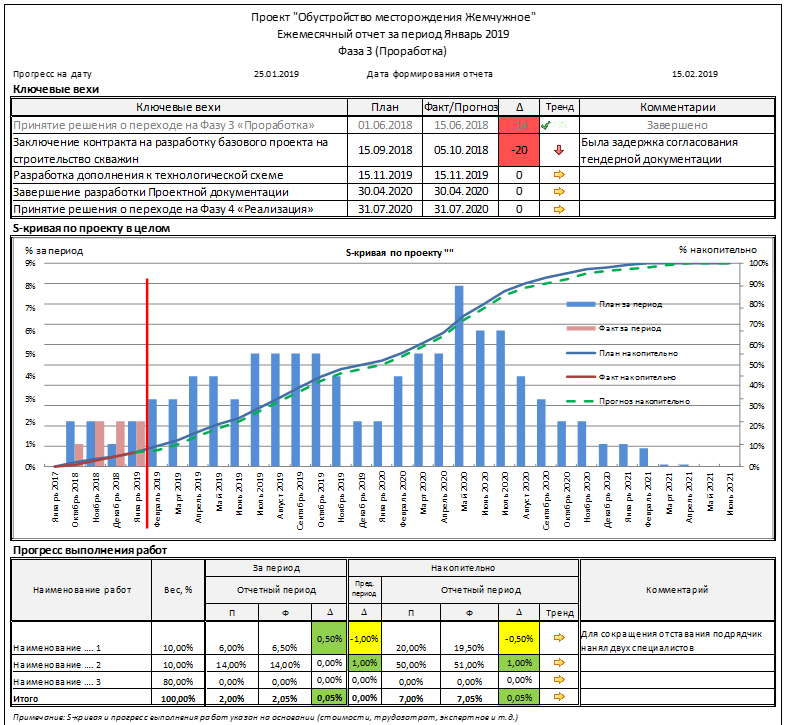 Проект "Обустройство месторождения Жемчужное"
Ежемесячный отчет за период Январь 2019
Фаза 3 (Проработка)
Прогресс на дату 25.01.2019 Дата формирования отчета 15.02.2019
Ключевые вехи
Ключевые вехи План Факт/Прогноз Δ Тренд Комментарии
Принятие решения о переходе на Фазу 3 «Проработка» 01.06.2018 15.06.2018 -14 Завершено
Заключение контракта на разработку базового проекта на строительство скважин 15.09.2018 05.10.2018 -20 Была задержка согласования тендерной документации
Разработка дополнения к технологической схеме 15.11.2019 15.11.2019 0
Завершение разработки Проектной документации 30.04.2020 30.04.2020 0
Принятие решения о переходе на Фазу 4 «Реализация» 31.07.2020 31.07.2020 0
S-кривая по проекту в целом
% за период S-кривая по проекту "" % накопительно
9% 100%
90%
8%
80%
7%
70%
6%
60%
5%
50%
4%
40%
3%
30%
2%
20%
1%
10%
0% 0%
План за период
Факт за период
План накопительно
Факт накопительно
Прогноз накопительно
Январь 2017
Октябрь 2018
Ноябрь 2018
Декабрь 2018
Январь 2019
Февраль 2019
Март 2019
Апрель 2019
Май 2019
Июнь 2019
Июль 2019
Август 2019
Сентябрь 2019
Октябрь 2019
Ноябрь 2019
Декабрь 2019
Январь 2020
Февраль 2020
Март 2020
Апрель 2020
Май 2020
Июнь 2020
Июль 2020
Август 2020
Сентябрь 2020
Октябрь 2020
Ноябрь 2020
Декабрь 2020
Январь 2021
Февраль 2021
Март 2021
Апрель 2021
Май 2021
Июнь 2021
Прогресс выполнения работ
Наименование работ Вес, % За период Накопительно Комментарий
Отчетный период Пред. период Отчетный период
П Ф Δ Δ П Ф Δ Тренд
Наименование .... 1 10,00% 6,00% 6,50% 0,50% -1,00% 20,00% 19,50% -0,50% Для сокращения отставания подрядчик нанял двух специалистов
Наименование .... 2 10,00% 14,00% 14,00% 0,00% 1,00% 50,00% 51,00% 1,00%
Наименование .... 3 80,00% 0,00% 0,00% 0,00% 0,00% 0,00% 0,00% 0,00%
Итого 100,00% 2,00% 2,05% 0,05% 0,00% 7,00% 7,05% 0,05%
Примечание: S-кривая и прогресс выполнения работ указан на основании (стоимости, трудозатрат, экспертное и т.д.)